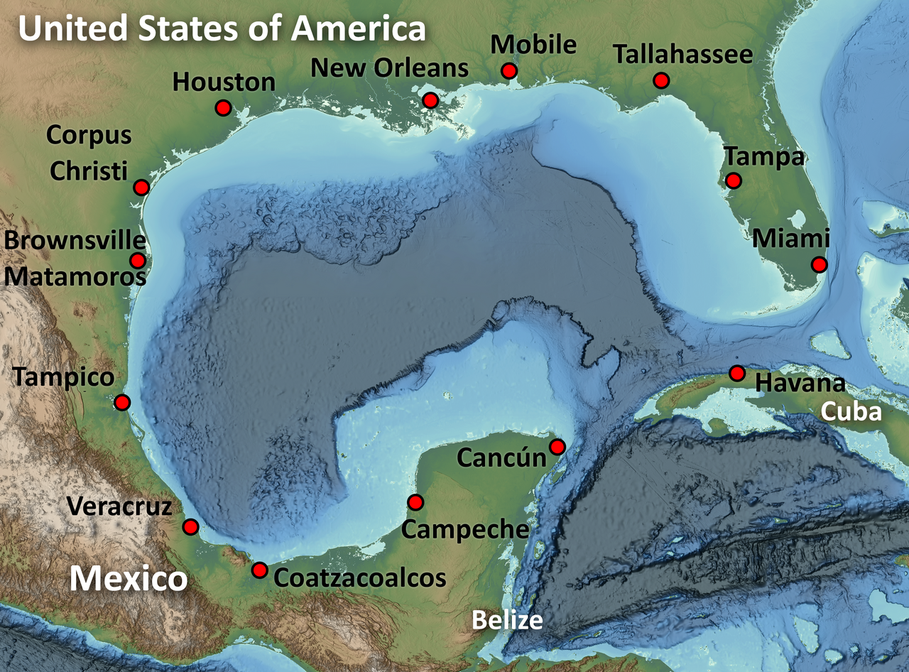 United States of America
Mobile
Tallahassee
New Orleans
Houston
Corpus
Christi
Tampa
Miami
Brownsville
Matamoros
Tampico
Havana
Cuba
Cancún
Veracruz
Campeche
Mexico
Coatzacoalcos
Belize